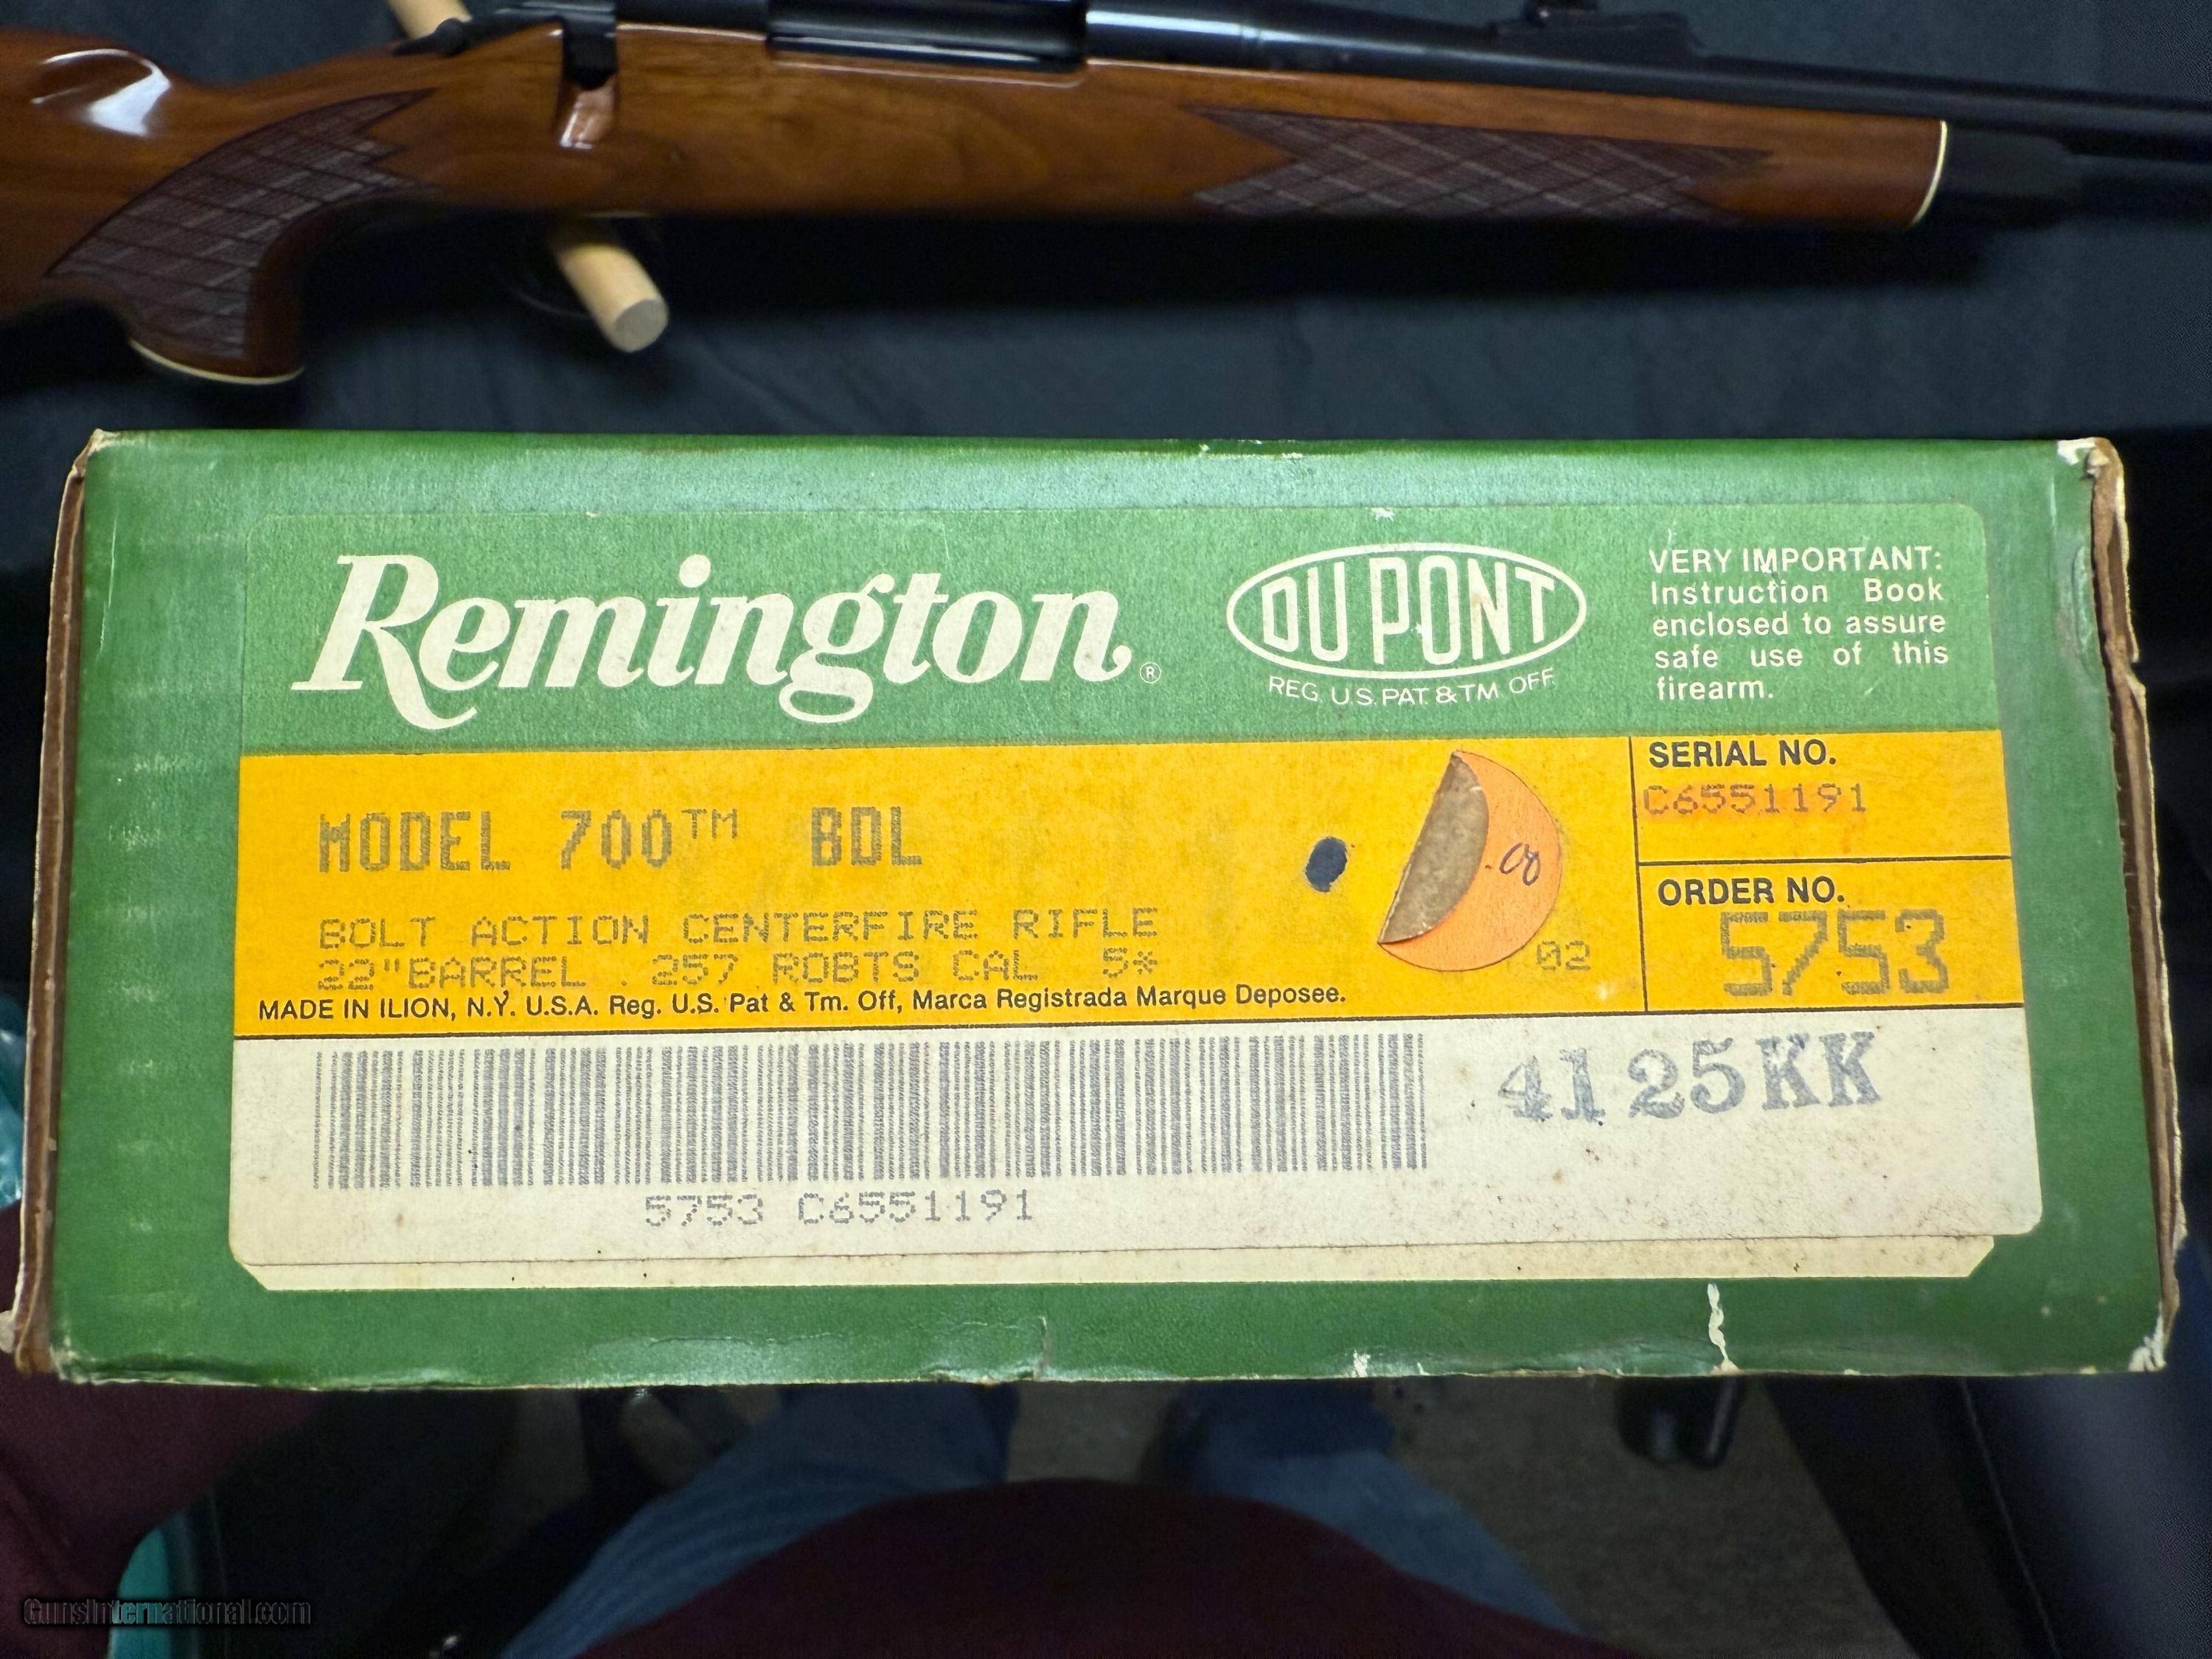 Remington®
DU PONT
REG. U.S. PAT. & TM. OFF.
VERY IMPORTANT:
Instruction Book
enclosed to assure
safe use of this
firearm.
MODEL 700™ BDL
BOLT ACTION CENTERFIRE RIFLE
22" BARREL . 257 ROBTS CAL 5*
MADE IN ILION, N.Y. U.S.A. Reg. U.S. Pat & Tm. Off, Marca Registrada Marque Deposee.
02
SERIAL NO.
C6551191
ORDER NO.
5753
4125KK
5753 C6551191
GunsInternational.com